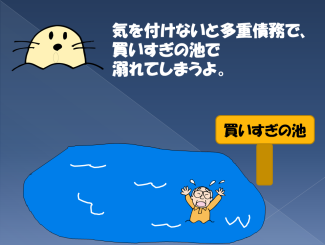 気を付けないと多重債務で、
買いすぎの池で
溺れてしまうよ。
買いすぎの池